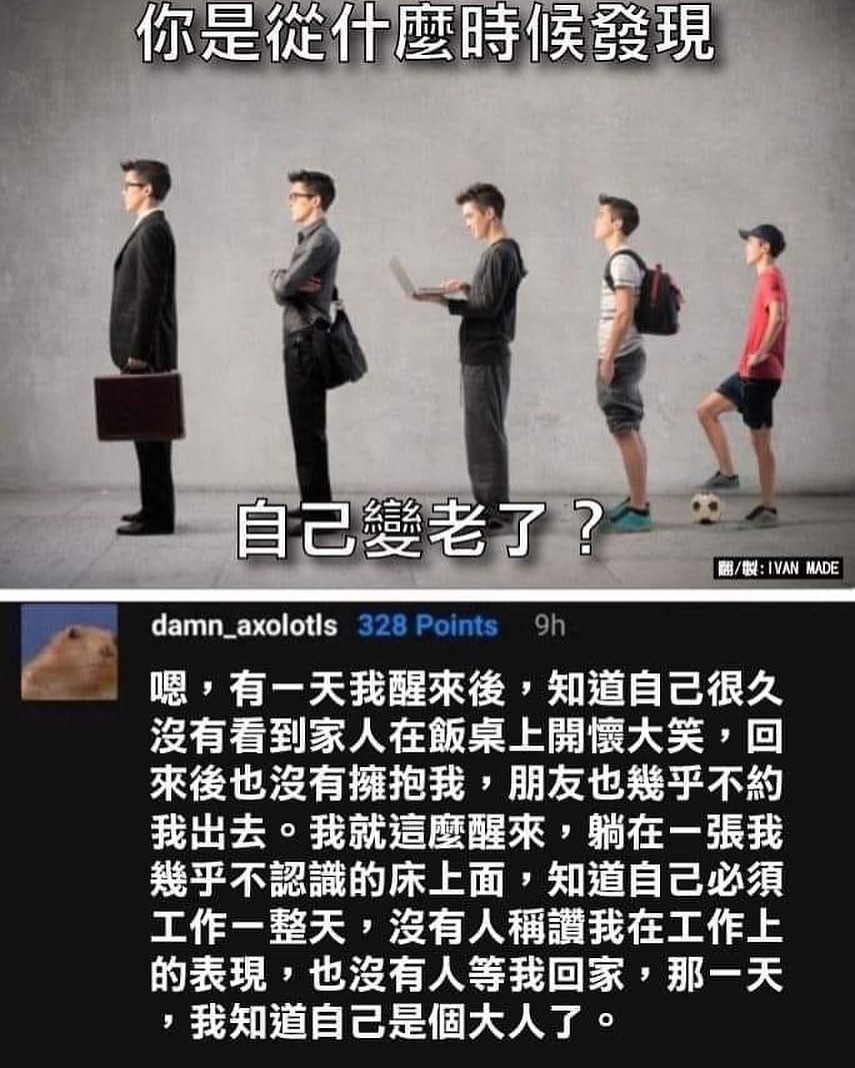 你是從什麼時候發現
自己變老了？
翻/製:IVAN MADE
damn_axolotls 328 Points 9h
嗯，有一天我醒來後，知道自己很久
沒有看到家人在飯桌上開懷大笑，回
來後也沒有擁抱我，朋友也幾乎不約
我出去。我就這麼醒來，躺在一張我
幾乎不認識的床上面，知道自己必須
工作一整天，沒有人稱讚我在工作上
的表現，也沒有人等我回家，那一天
，我知道自己是個大人了。